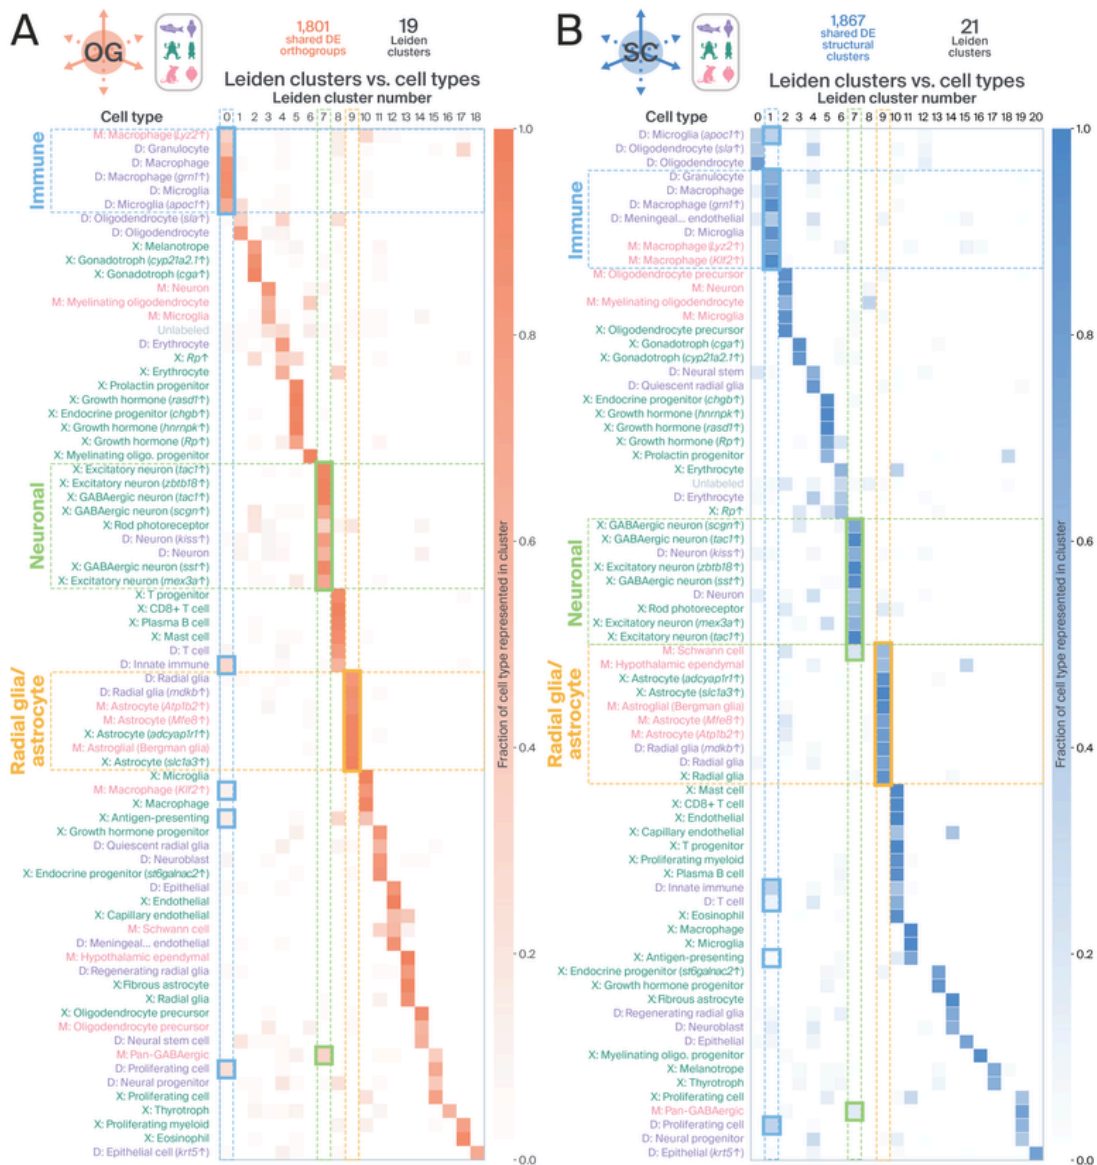 A
OG
1,801
shared DE
orthogroups
19
Leiden
clusters
Leiden clusters vs. cell types
Leiden cluster number
Cell type
0 1 2 3 4 5 6 7 8 9 10 11 12 13 14 15 16 17 18
Immune
M: Macrophage (Lyz2↑)
D: Granulocyte
D: Macrophage
D: Macrophage (grn1↑)
D: Microglia
D: Microglia (apoc1↑)
D: Oligodendrocyte (sla↑)
D: Oligodendrocyte
X: Melanotrope
X: Gonadotroph (cyp21a2.1↑)
X: Gonadotroph (cga↑)
M: Neuron
M: Myelinating oligodendrocyte
M: Microglia
Unlabeled
D: Erythrocyte
X: Rp↑
X: Erythrocyte
X: Prolactin progenitor
X: Growth hormone (rasd1↑)
X: Endocrine progenitor (chgb↑)
X: Growth hormone (hnrnpk↑)
X: Growth hormone (Rp↑)
X: Myelinating oligo. progenitor
Neuronal
X: Excitatory neuron (tac1↑)
X: Excitatory neuron (zbtb18↑)
X: GABAergic neuron (tac1↑)
X: GABAergic neuron (scgn↑)
X: Rod photoreceptor
D: Neuron (kiss↑)
D: Neuron
X: GABAergic neuron (sst↑)
X: Excitatory neuron (mex3a↑)
X: T progenitor
X: CD8+ T cell
X: Plasma B cell
X: Mast cell
D: T cell
D: Innate immune
Radial glia/
astrocyte
D: Radial glia
D: Radial glia (mdkb↑)
M: Astrocyte (Atp1b2↑)
M: Astrocyte (Mfe8↑)
X: Astrocyte (adcyap1r1↑)
M: Astroglial (Bergman glia)
X: Astrocyte (slc1a3↑)
X: Microglia
M: Macrophage (Klf2↑)
X: Macrophage
X: Antigen-presenting
X: Growth hormone progenitor
D: Quiescent radial glia
D: Neuroblast
X: Endocrine progenitor (st6galnac2↑)
D: Epithelial
X: Endothelial
X: Capillary endothelial
M: Schwann cell
D: Meningeal... endothelial
M: Hypothalamic ependymal
D: Regenerating radial glia
X:Fibrous astrocyte
X: Radial glia
X: Oligodendrocyte precursor
M: Oligodendrocyte precursor
D: Neural stem cell
M: Pan-GABAergic
D: Proliferating cell
D: Neural progenitor
X: Proliferating cell
X: Thyrotroph
X: Proliferating myeloid
X: Eosinophil
D: Epithelial cell (krt5↑)
1.0
0.8
0.6
0.4
0.2
0.0
Fraction of cell type represented in cluster
B
SC
1,867
shared DE
structural
clusters
21
Leiden
clusters
Leiden clusters vs. cell types
Leiden cluster number
Cell type
0 1 2 3 4 5 6 7 8 9 10 11 12 13 14 15 16 17 18 19 20
D: Microglia (apoc1↑)
D: Oligodendrocyte (sla↑)
D: Oligodendrocyte
Immune
D: Granulocyte
D: Macrophage
D: Macrophage (grn1↑)
D: Meningeal... endothelial
D: Microglia
M: Macrophage (Lyz2↑)
M: Macrophage (Klf2↑)
M: Oligodendrocyte precursor
M: Neuron
M: Myelinating oligodendrocyte
M: Microglia
X: Oligodendrocyte precursor
X: Gonadotroph (cga↑)
X: Gonadotroph (cyp21a2.1↑)
D: Neural stem
D: Quiescent radial glia
X: Endocrine progenitor (chgb↑)
X: Growth hormone (hnrnpk↑)
X: Growth hormone (rasd1↑)
X: Growth hormone (Rp↑)
X: Prolactin progenitor
X: Erythrocyte
Unlabeled
D: Erythrocyte
X: Rp↑
Neuronal
X: GABAergic neuron (scgn↑)
X: GABAergic neuron (tac1↑)
D: Neuron (kiss↑)
X: Excitatory neuron (zbtb18↑)
X: GABAergic neuron (sst↑)
D: Neuron
X: Rod photoreceptor
X: Excitatory neuron (mex3a↑)
X: Excitatory neuron (tac1↑)
Radial glia/
astrocyte
M: Schwann cell
M: Hypothalamic ependymal
X: Astrocyte (adcyap1r1↑)
X: Astrocyte (slc1a3↑)
M: Astroglial (Bergman glia)
M: Astrocyte (Mfe8↑)
M: Astrocyte (Atp1b2↑)
D: Radial glia (mdkb↑)
D: Radial glia
X: Radial glia
X: Mast cell
X: CD8+ T cell
X: Endothelial
X: Capillary endothelial
X: T progenitor
X: Proliferating myeloid
X: Plasma B cell
D: Innate immune
D: T cell
X: Eosinophil
X: Macrophage
X: Microglia
X: Antigen-presenting
X: Endocrine progenitor (st6galnac2↑)
X: Growth hormone progenitor
X:Fibrous astrocyte
D: Regenerating radial glia
D: Neuroblast
D: Epithelial
X: Myelinating oligo. progenitor
X: Melanotrope
X: Thyrotroph
X: Proliferating cell
M: Pan-GABAergic
D: Proliferating cell
D: Neural progenitor
D: Epithelial (krt5↑)
1.0
0.8
0.6
0.4
0.2
0.0
Fraction of cell type represented in cluster